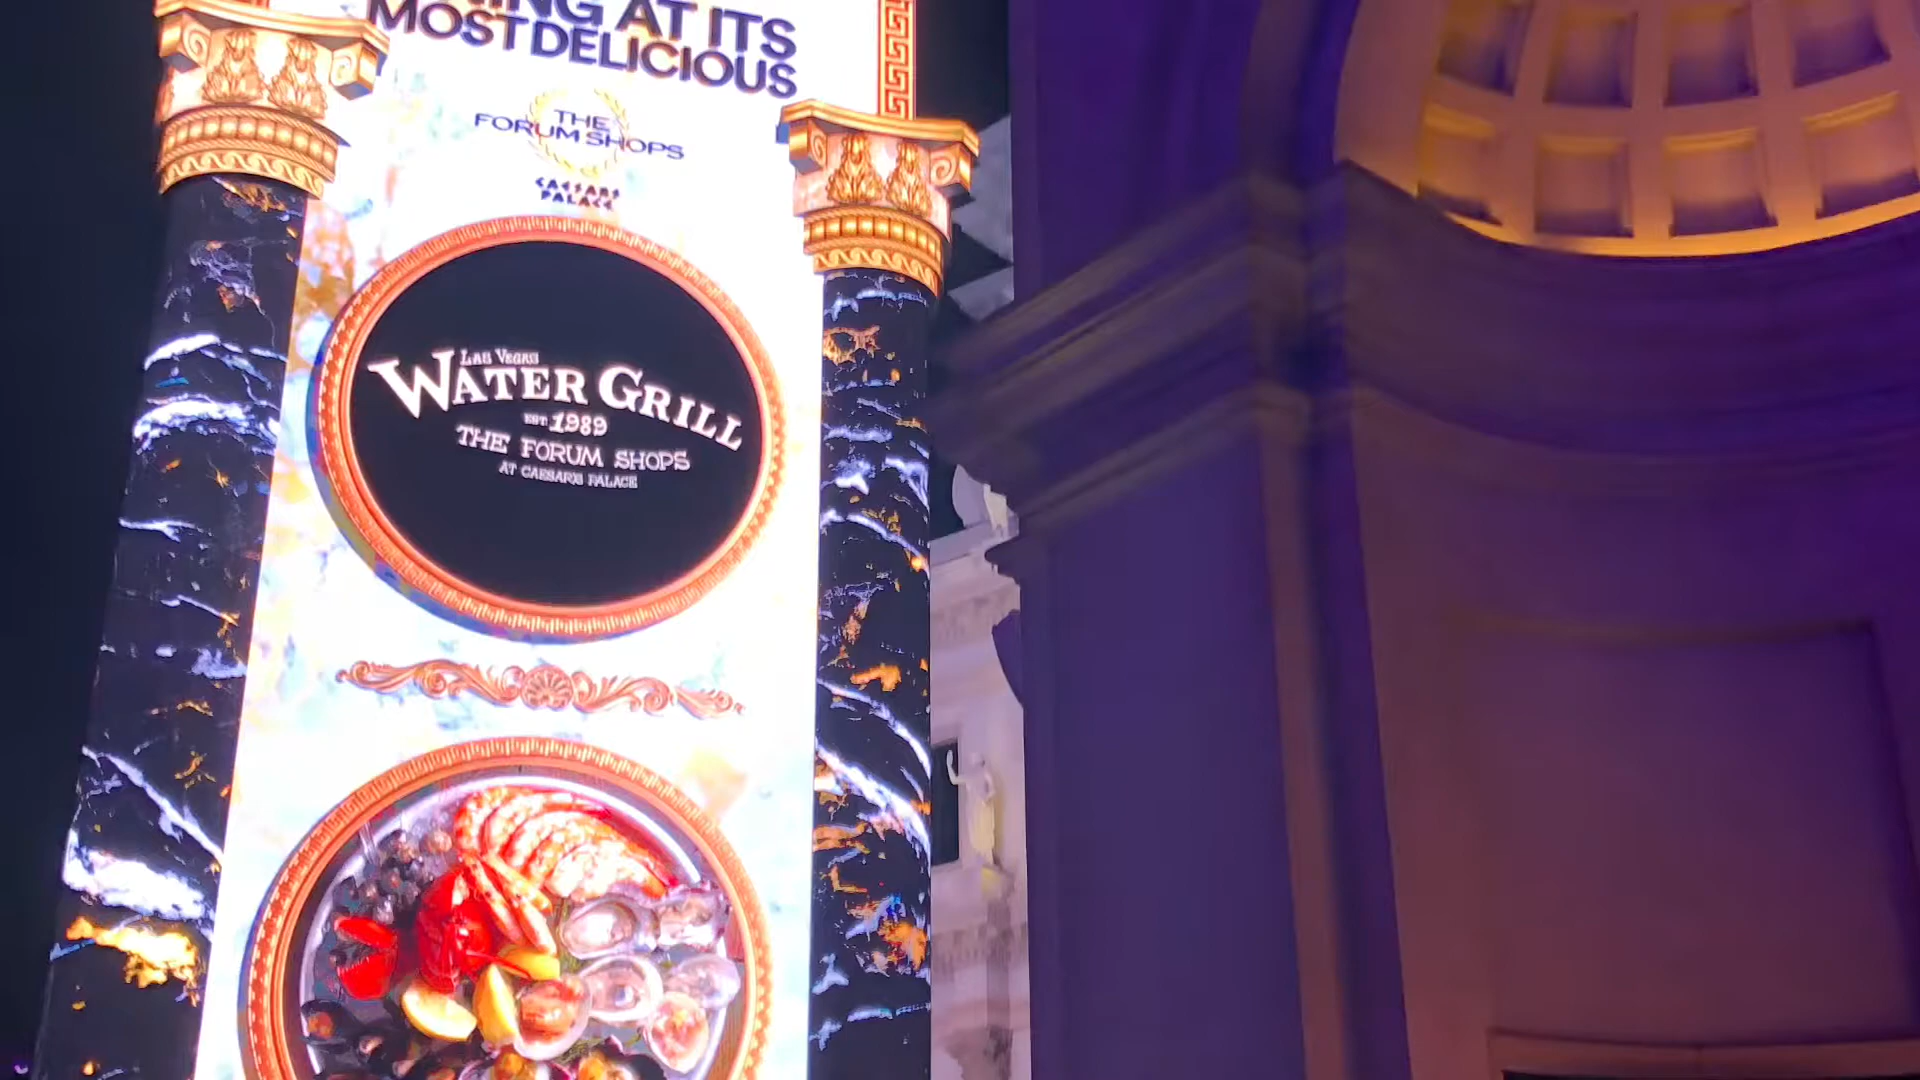 AT ITS
MOST DELICIOUS
THE
FORUM SHOPS
CAESARS
PALACE
LAS VEGAS
WATER GRILL
EST. 1989
THE FORUM SHOPS
AT CAESARS PALACE